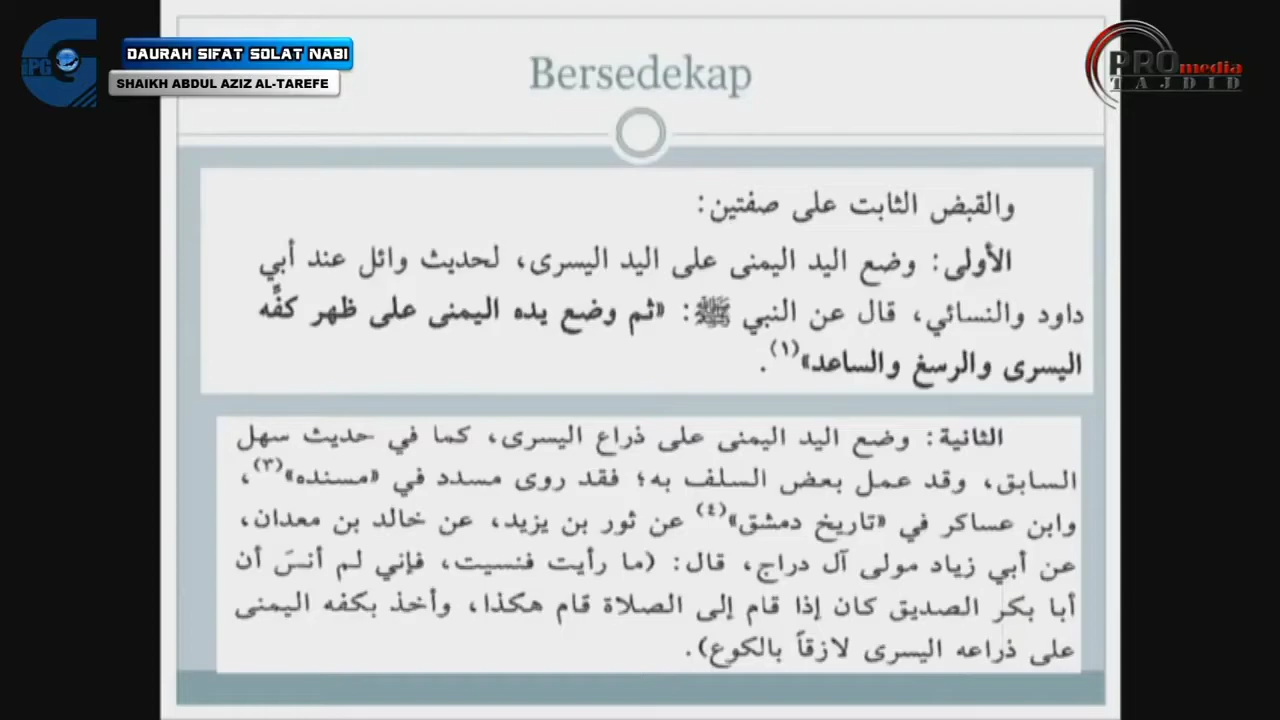 DAURAH SIFAT SOLAT NABI
SHAIKH ABDUL AZIZ AL-TAREFE
iPG
PROmedia
TAJDID
Bersedekap
والقبض الثابت على صفتين:
الأولى: وضع اليد اليمنى على اليد اليسرى، لحديث وائل عند أبي
داود والنسائي، قال عن النبي ﷺ: «ثم وضع يده اليمنى على ظهر كفِّه
اليسرى والرسغ والساعد»(١).
الثانية: وضع اليد اليمنى على ذراع اليسرى، كما في حديث سهل
السابق، وقد عمل بعض السلف به؛ فقد روى مسدد في «مسنده»(٣)،
وابن عساكر في «تاريخ دمشق»(٤) عن ثور بن يزيد، عن خالد بن معدان،
عن أبي زياد مولى آل دراج، قال: (ما رأيت فنسيت، فإني لم أنسَ أن
أبا بكر الصديق كان إذا قام إلى الصلاة قام هكذا، وأخذ بكفه اليمنى
على ذراعه اليسرى لازقاً بالكوع).